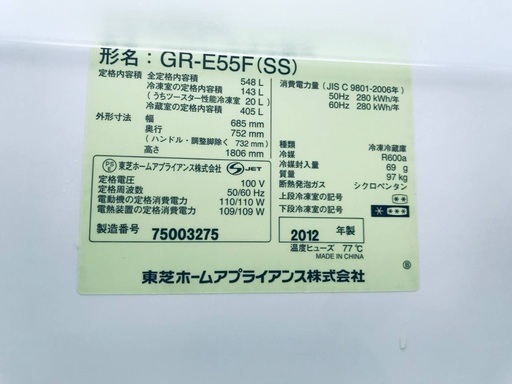 形名：GR-E55F(SS)
定格内容積 全定格内容積 548 L
冷凍室の定格内容積 143 L
(うちツースター性能冷凍室 20 L)
冷蔵室の定格内容積 405 L
外形寸法 幅 685 mm
奥行 752 mm
(ハンドル・調整脚除く 732 mm)
高さ 1806 mm
消費電力量 (JIS C 9801-2006年)
50Hz 280 kWh/年
60Hz 280 kWh/年
種類 冷凍冷蔵庫
冷媒 R600a
冷媒封入量 69 g
質量 97 kg
断熱発泡ガス シクロペンタン
上段冷凍室の記号
下段冷凍室の記号
PS E 東芝ホームアプライアンス株式会社 S JET
定格電圧 100 V
定格周波数 50/60 Hz
電動機の定格消費電力 110/110 W
電熱装置の定格消費電力 109/109 W
製造番号 75003275
2012 年製
温度ヒューズ 77℃
MADE IN CHINA
東芝ホームアプライアンス株式会社
Ⓑ